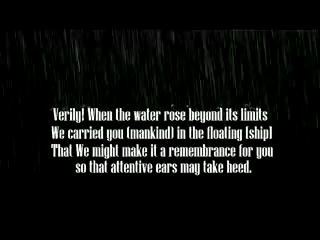 Verily! When the water rose beyond its limits
We carried you (mankind) in the floating [ship]
That We might make it a remembrance for you
so that attentive ears may take heed.